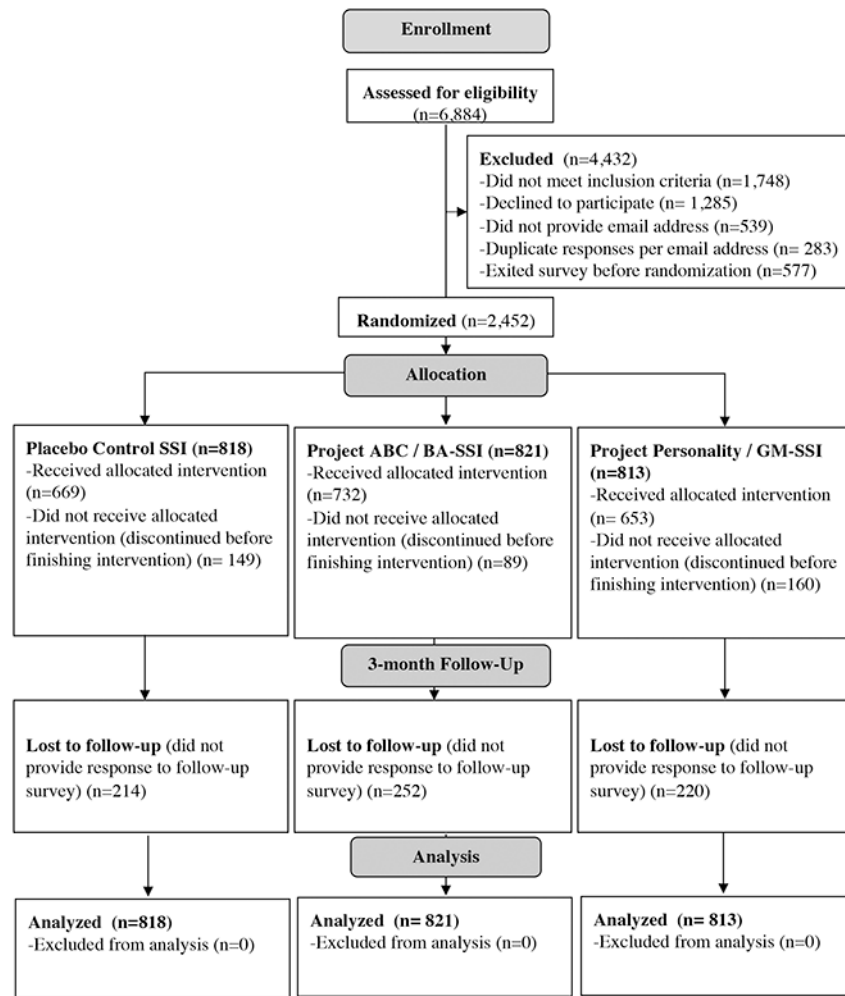 Enrollment
Assessed for eligibility
(n=6,884)
Excluded (n=4,432)
-Did not meet inclusion criteria (n=1,748)
-Declined to participate (n= 1,285)
-Did not provide email address (n=539)
-Duplicate responses per email address (n= 283)
-Exited survey before randomization (n=577)
Randomized (n=2,452)
Allocation
Placebo Control SSI (n=818)
-Received allocated intervention
(n=669)
-Did not receive allocated
intervention (discontinued before
finishing intervention) (n= 149)
Project ABC / BA-SSI (n=821)
-Received allocated intervention
(n=732)
-Did not receive allocated
intervention (discontinued before
finishing intervention) (n=89)
Project Personality / GM-SSI
(n=813)
-Received allocated intervention
(n= 653)
-Did not receive allocated
intervention (discontinued before
finishing intervention) (n=160)
3-month Follow-Up
Lost to follow-up (did not
provide response to follow-up
survey) (n=214)
Lost to follow-up (did not
provide response to follow-up
survey) (n=252)
Lost to follow-up (did not
provide response to follow-up
survey) (n=220)
Analysis
Analyzed (n=818)
-Excluded from analysis (n=0)
Analyzed (n= 821)
-Excluded from analysis (n=0)
Analyzed (n= 813)
-Excluded from analysis (n=0)